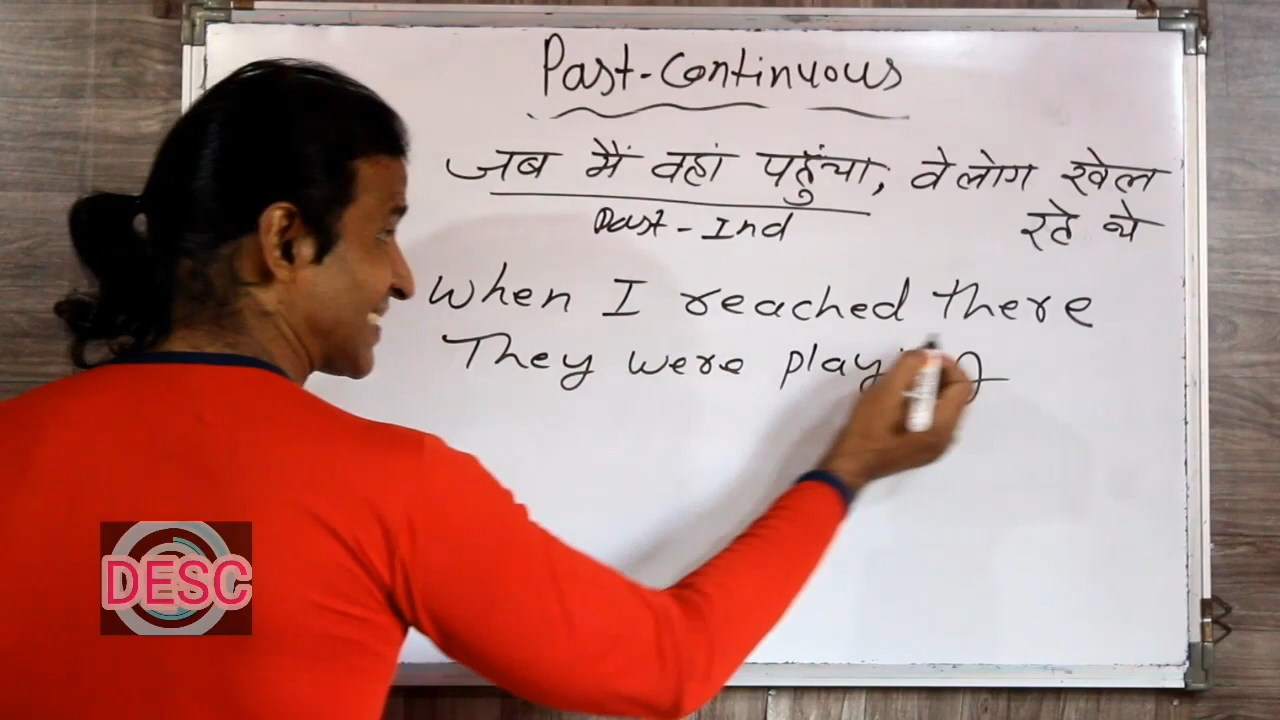 Past-Continuous
जब मैं वहां पहुंचा, वे लोग खेल
रहे थे
Past-Ind
When I reached there
They were playing
DESC